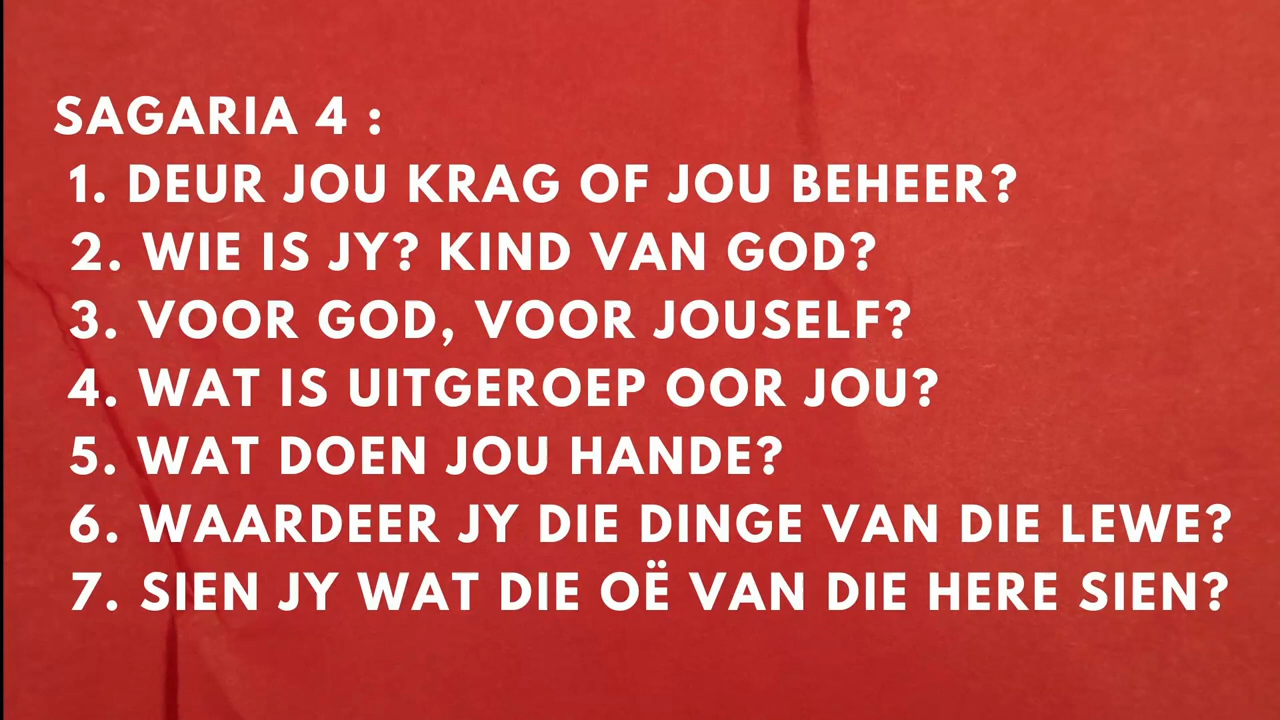 SAGARIA 4 :
1. DEUR JOU KRAG OF JOU BEHEER?
2. WIE IS JY? KIND VAN GOD?
3. VOOR GOD, VOOR JOUSELF?
4. WAT IS UITGEROEP OOR JOU?
5. WAT DOEN JOU HANDE?
6. WAARDEER JY DIE DINGE VAN DIE LEWE?
7. SIEN JY WAT DIE OË VAN DIE HERE SIEN?